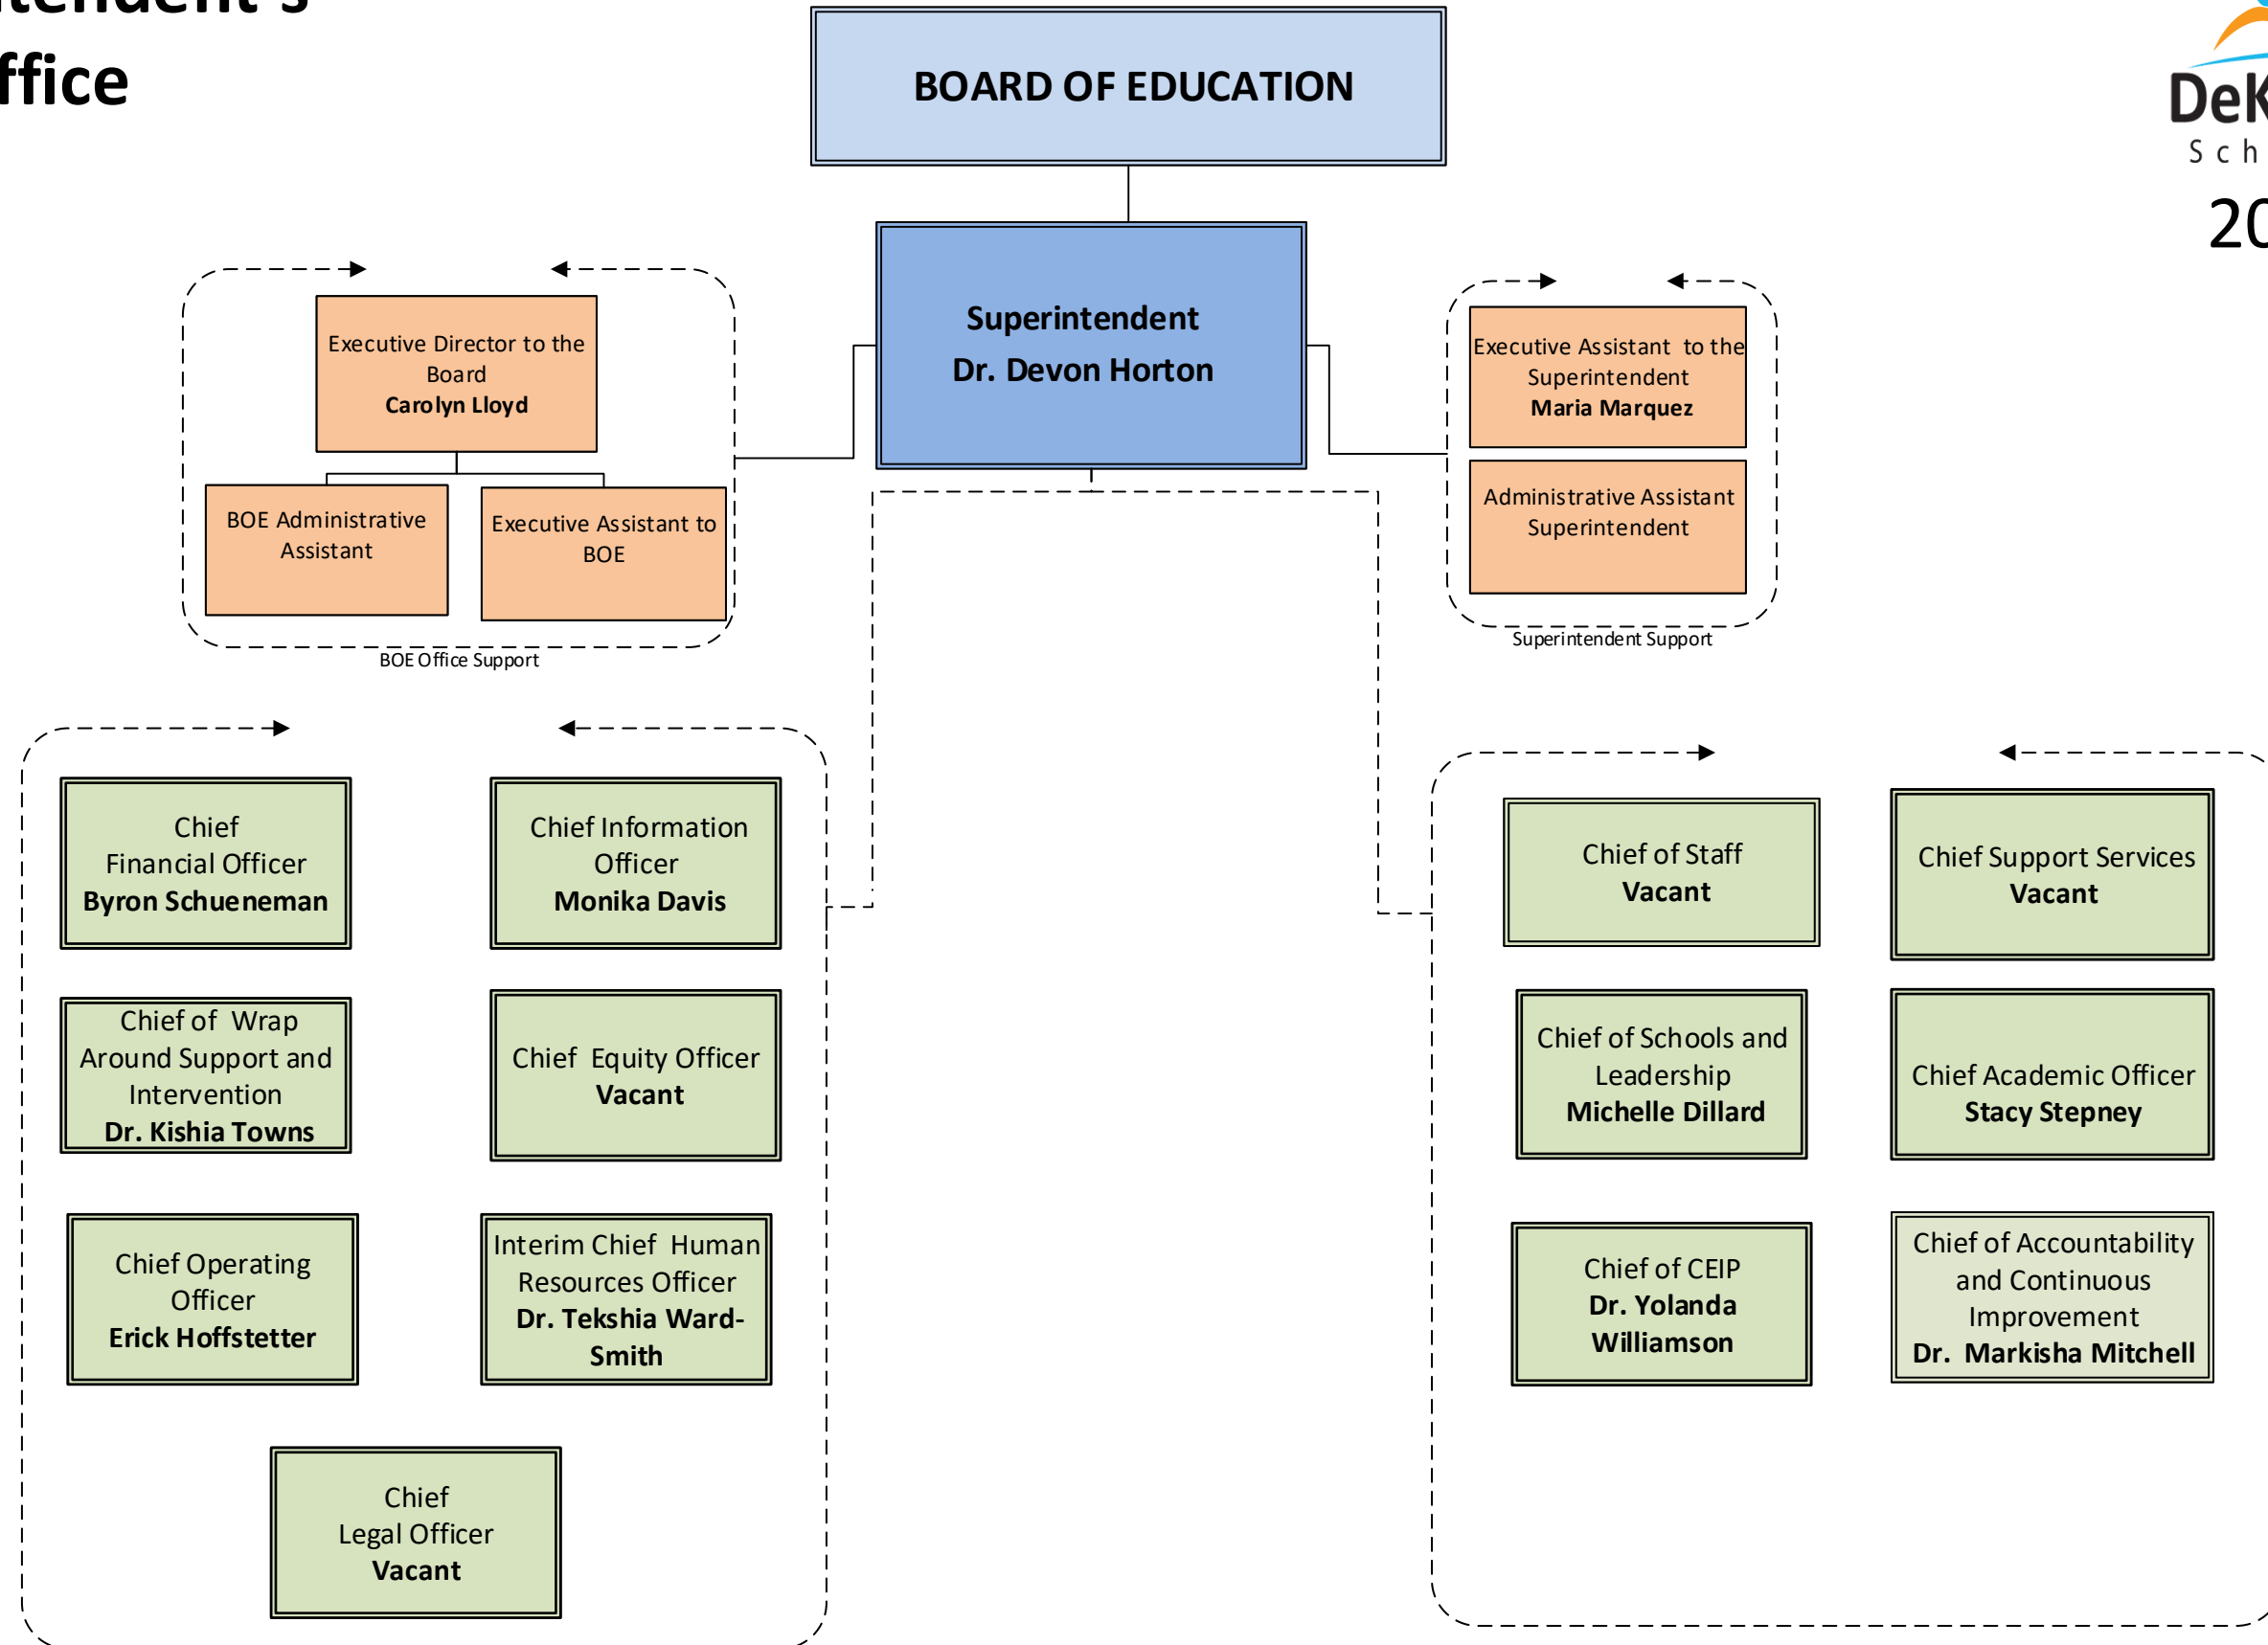 ntendent's
ffice
BOARD OF EDUCATION
DeK
Sch
20
Superintendent
Dr. Devon Horton
Executive Director to the
Board
Carolyn Lloyd
BOE Administrative
Assistant
Executive Assistant to
BOE
BOE Office Support
Executive Assistant to the
Superintendent
Maria Marquez
Administrative Assistant
Superintendent
Superintendent Support
Chief
Financial Officer
Byron Schueneman
Chief Information
Officer
Monika Davis
Chief of Wrap
Around Support and
Intervention
Dr. Kishia Towns
Chief Equity Officer
Vacant
Chief Operating
Officer
Erick Hoffstetter
Interim Chief Human
Resources Officer
Dr. Tekshia Ward-
Smith
Chief
Legal Officer
Vacant
Chief of Staff
Vacant
Chief Support Services
Vacant
Chief of Schools and
Leadership
Michelle Dillard
Chief Academic Officer
Stacy Stepney
Chief of CEIP
Dr. Yolanda
Williamson
Chief of Accountability
and Continuous
Improvement
Dr. Markisha Mitchell